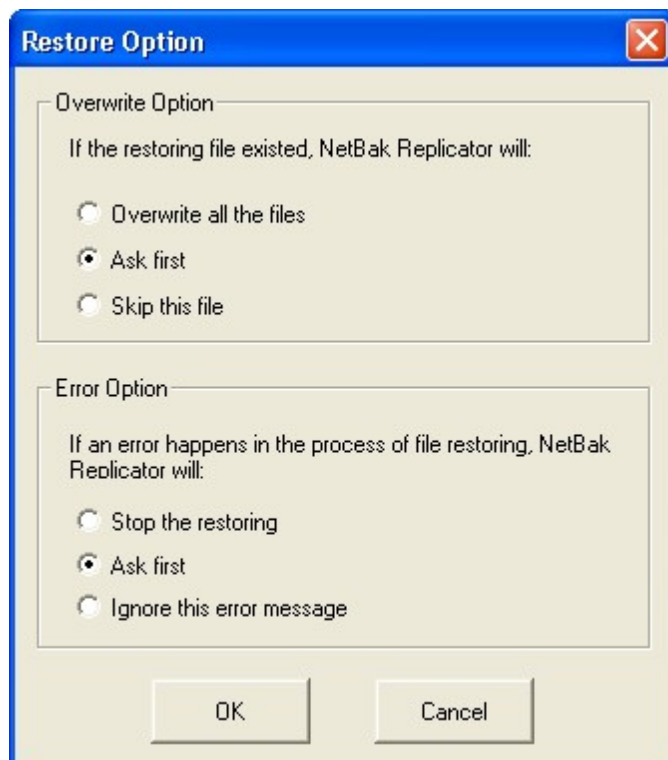 Restore Option
Overwrite Option
If the restoring file existed, NetBak Replicator will:
Overwrite all the files
Ask first
Skip this file
Error Option
If an error happens in the process of file restoring, NetBak
Replicator will:
Stop the restoring
Ask first
Ignore this error message
OK
Cancel